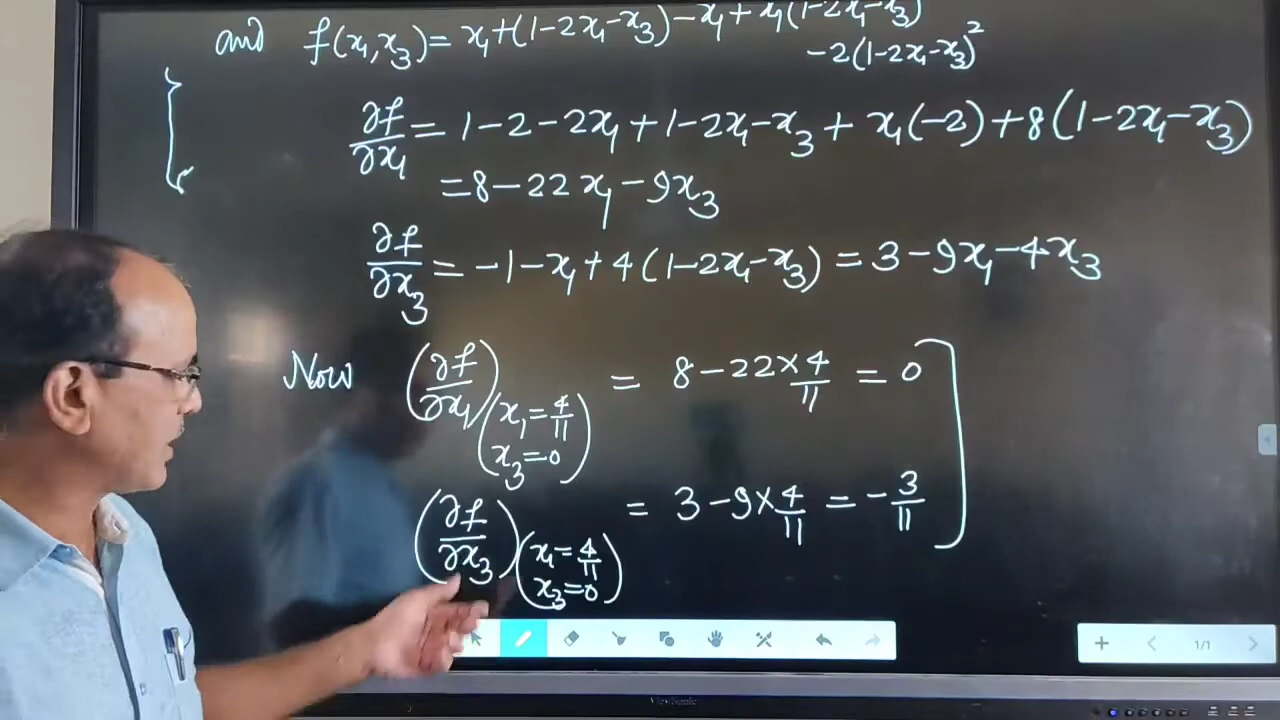 and f(x₁,x₃)= x₁+(1-2x₁-x₃)-x₁+x₁(1-2x₁-x₃)
-2(1-2x₁-x₃)²
∂f/∂x₁ = 1-2-2x₁+1-2x₁-x₃+x₁(-2)+8(1-2x₁-x₃)
=8-22x₁-9x₃
∂f/∂x₃ = -1-x₁+4(1-2x₁-x₃)=3-9x₁-4x₃
Now (∂f/∂x₁)(x₁=4/11 x₃=0) = 8-22×4/11 = 0
(∂f/∂x₃)(x₁=4/11 x₃=0) = 3-9×4/11 = -3/11
1/1
ViewSonic